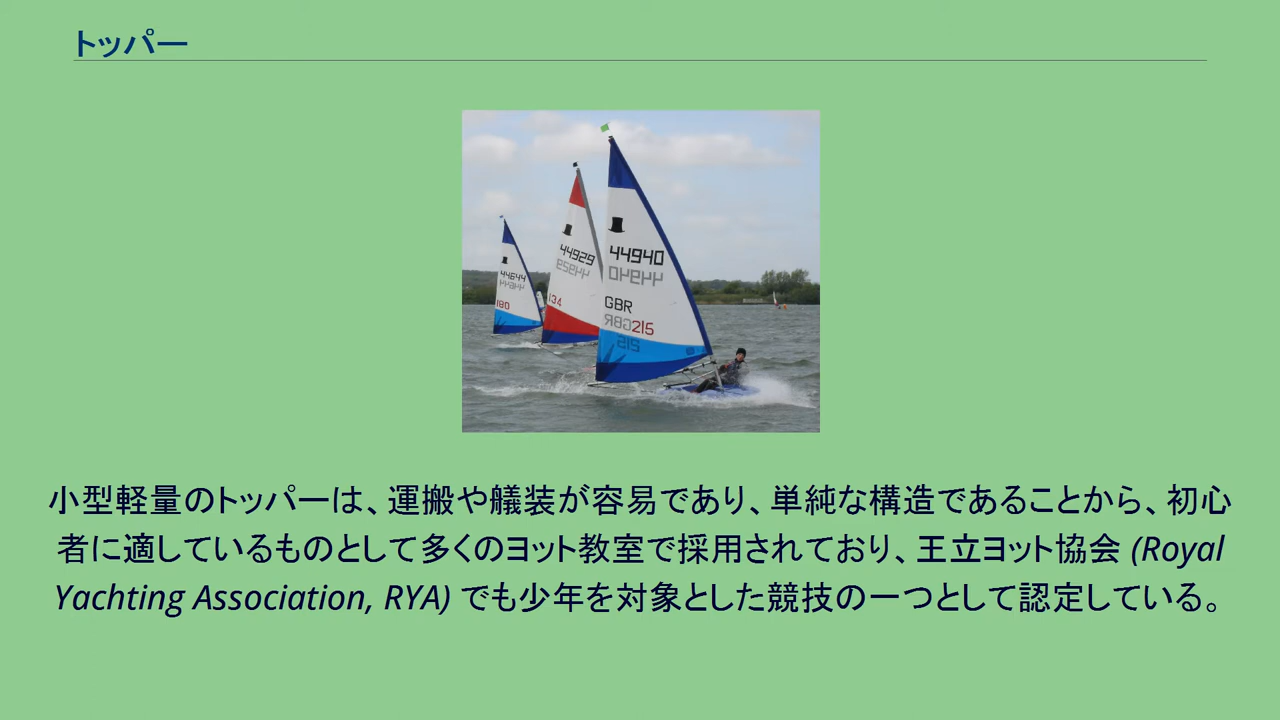 トッパー
44940
44929
44644
GBR
180
134
215
小型軽量のトッパーは、運搬や艤装が容易であり、単純な構造であることから、初心
者に適しているものとして多くのヨット教室で採用されており、王立ヨット協会 (Royal
Yachting Association, RYA) でも少年を対象とした競技の一つとして認定している。